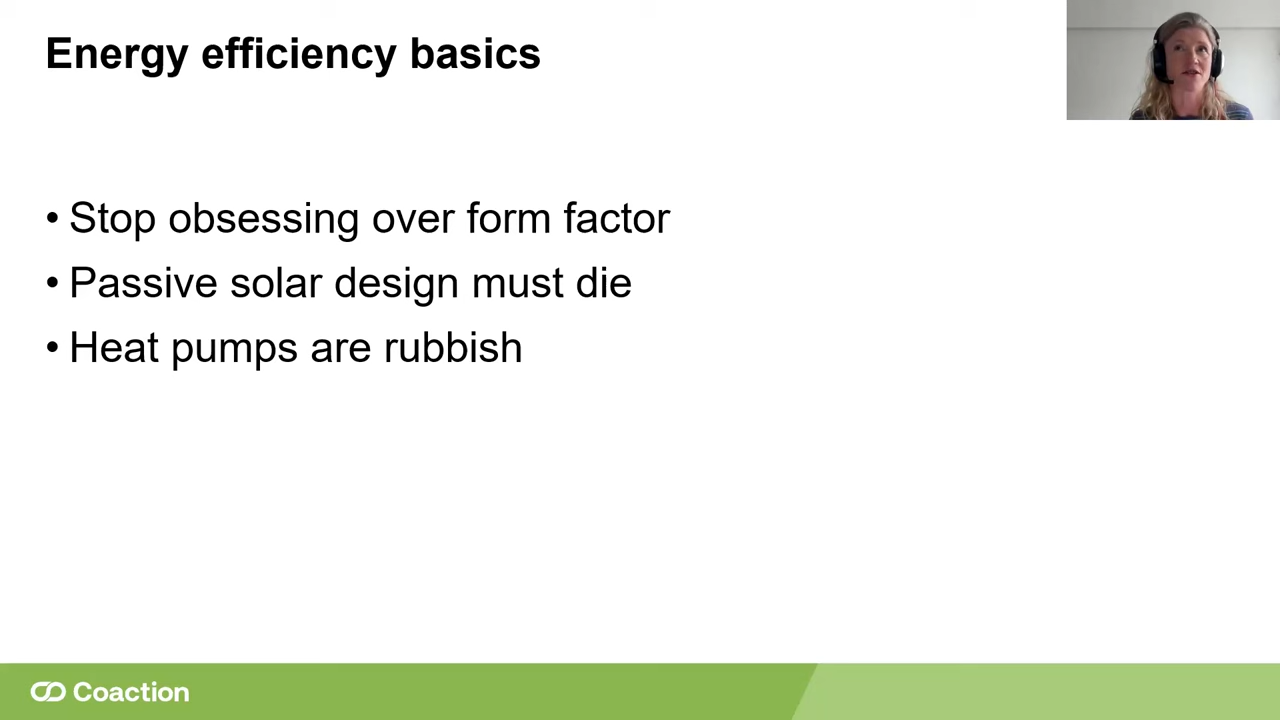 Energy efficiency basics
• Stop obsessing over form factor
• Passive solar design must die
• Heat pumps are rubbish
Coaction